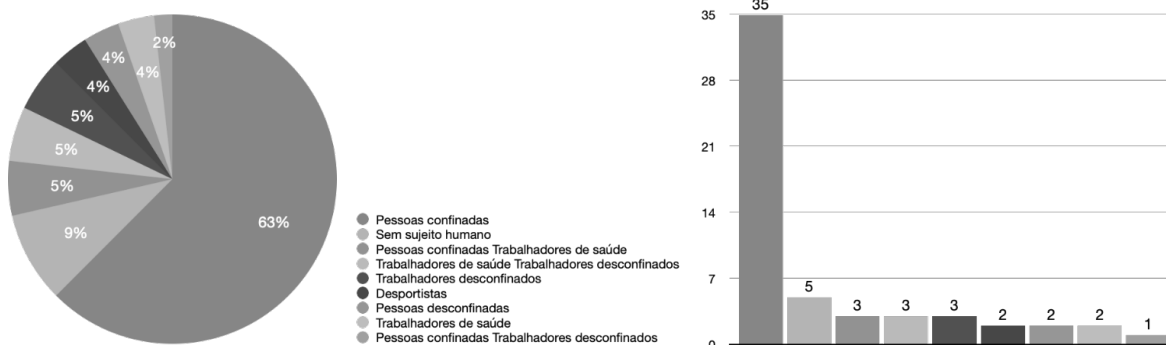 2%
4%
4%
4%
5%
5%
5%
9%
63%
Pessoas confinadas
Sem sujeito humano
Pessoas confinadas Trabalhadores de saúde
Trabalhadores de saúde Trabalhadores desconfinados
Trabalhadores desconfinados
Desportistas
Pessoas desconfinadas
Trabalhadores de saúde
Pessoas confinadas Trabalhadores desconfinados
35
28
21
14
7
0
35
5
3
3
3
2
2
2
1